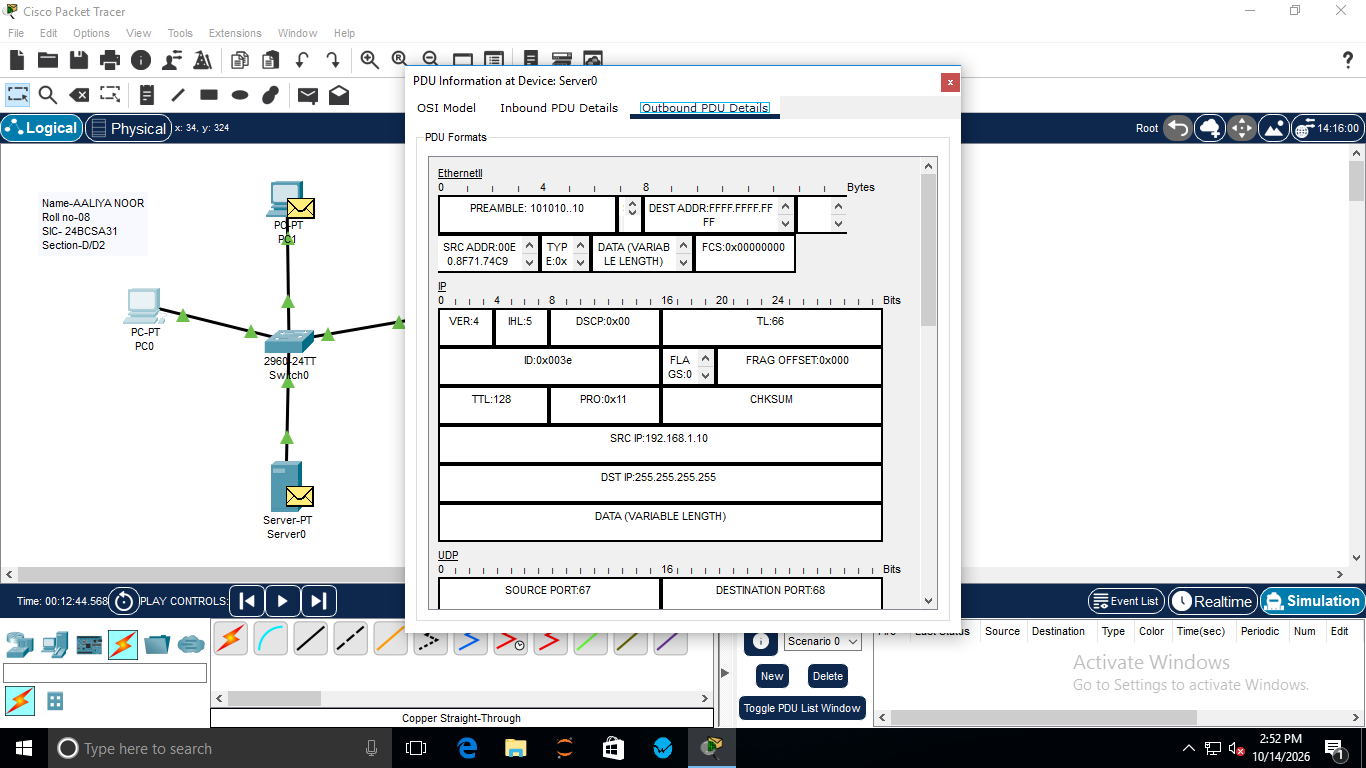 Cisco Packet Tracer
File Edit Options View Tools Extensions Window Help
Logical Physical x: 34, y: 324
Root 14:16:00
Name-AALIYA NOOR
Roll no-08
SIC- 24BCSA31
Section-D/D2
PC-PT
PC1
PC-PT
PC0
2960-24TT
Switch0
Server-PT
Server0
PDU Information at Device: Server0
x
OSI Model Inbound PDU Details Outbound PDU Details
PDU Formats
EthernetII
0 4 8 Bytes
PREAMBLE: 101010..10 DEST ADDR:FFFF.FFFF.FF
FF
SRC ADDR:00E TYP DATA (VARIAB FCS:0x00000000
0.8F71.74C9 E:0x LE LENGTH)
IP
0 4 8 16 20 24 Bits
VER:4 IHL:5 DSCP:0x00 TL:66
ID:0x003e FLA FRAG OFFSET:0x000
GS:0
TTL:128 PRO:0x11 CHKSUM
SRC IP:192.168.1.10
DST IP:255.255.255.255
DATA (VARIABLE LENGTH)
UDP
0 16 Bits
SOURCE PORT:67 DESTINATION PORT:68
Time: 00:12:44.568 PLAY CONTROLS:
Event List Realtime Simulation
Scenario 0
New Delete
Toggle PDU List Window
Fire Last Status Source Destination Type Color Time(sec) Periodic Num Edit
Activate Windows
Go to Settings to activate Windows.
Copper Straight-Through
Type here to search
2:52 PM
10/14/2026
1